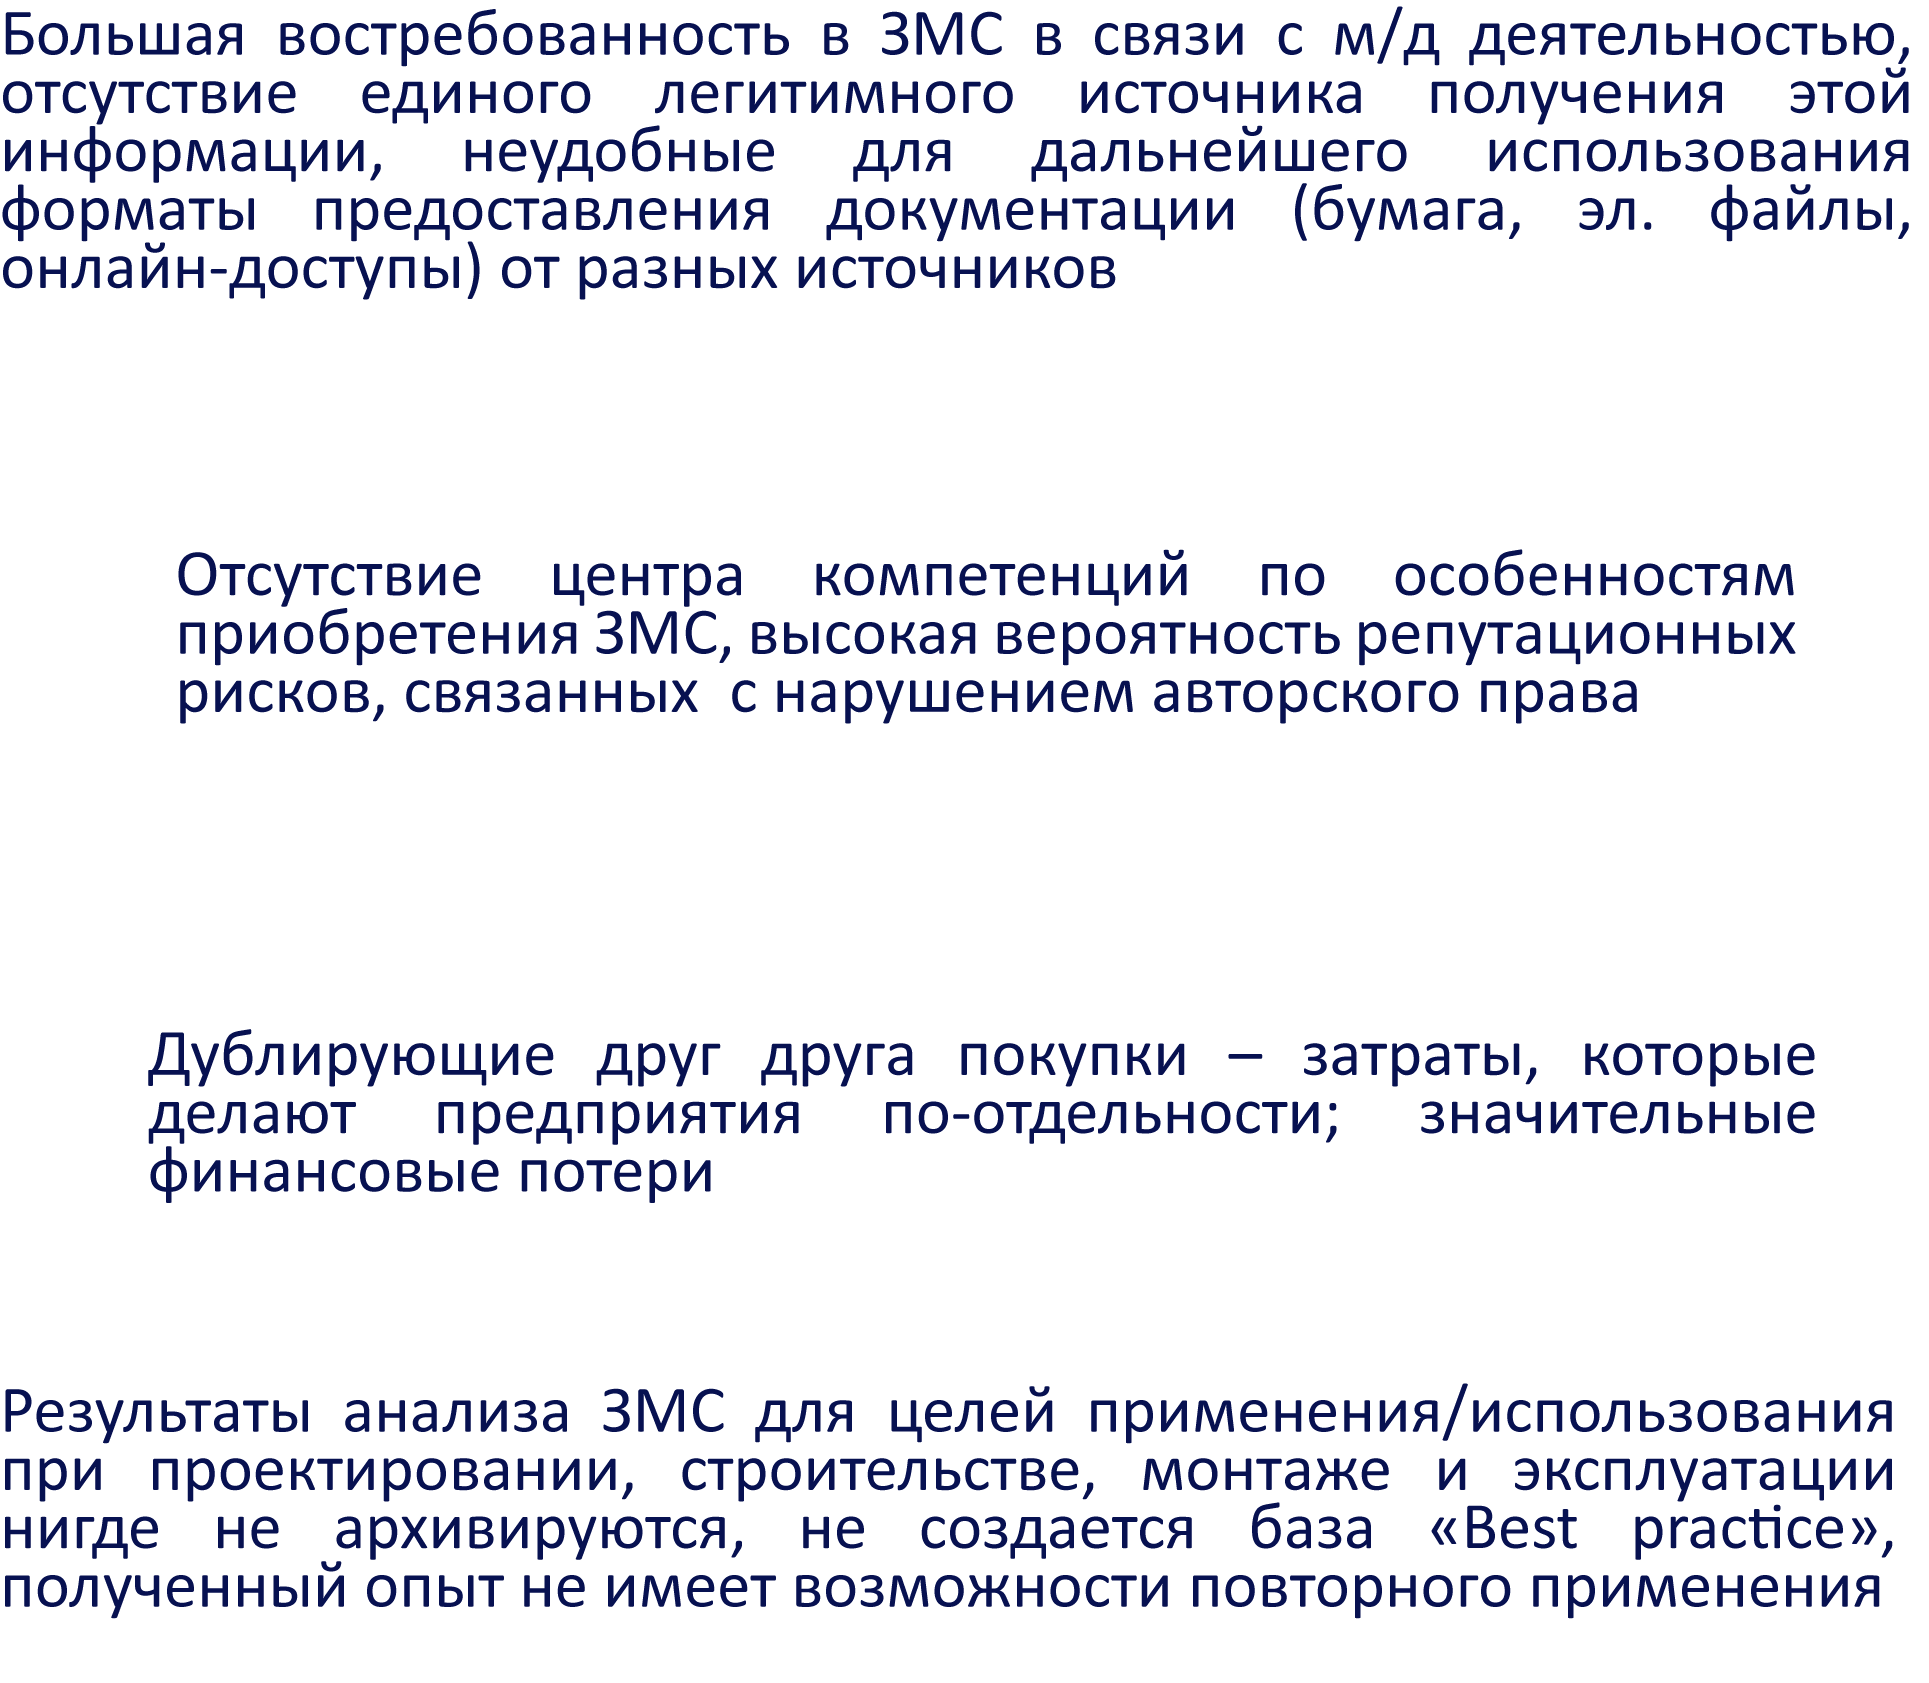 Большая востребованность в ЗМС в связи с м/д деятельностью,
отсутствие единого легитимного источника получения этой
информации, неудобные для дальнейшего использования
форматы предоставления документации (бумага, эл. файлы,
онлайн-доступы) от разных источников
Отсутствие центра компетенций по особенностям
приобретения ЗМС, высокая вероятность репутационных
рисков, связанных с нарушением авторского права
Дублирующие друг друга покупки – затраты, которые
делают предприятия по-отдельности; значительные
финансовые потери
Результаты анализа ЗМС для целей применения/использования
при проектировании, строительстве, монтаже и эксплуатации
нигде не архивируются, не создается база «Best practice»,
полученный опыт не имеет возможности повторного применения